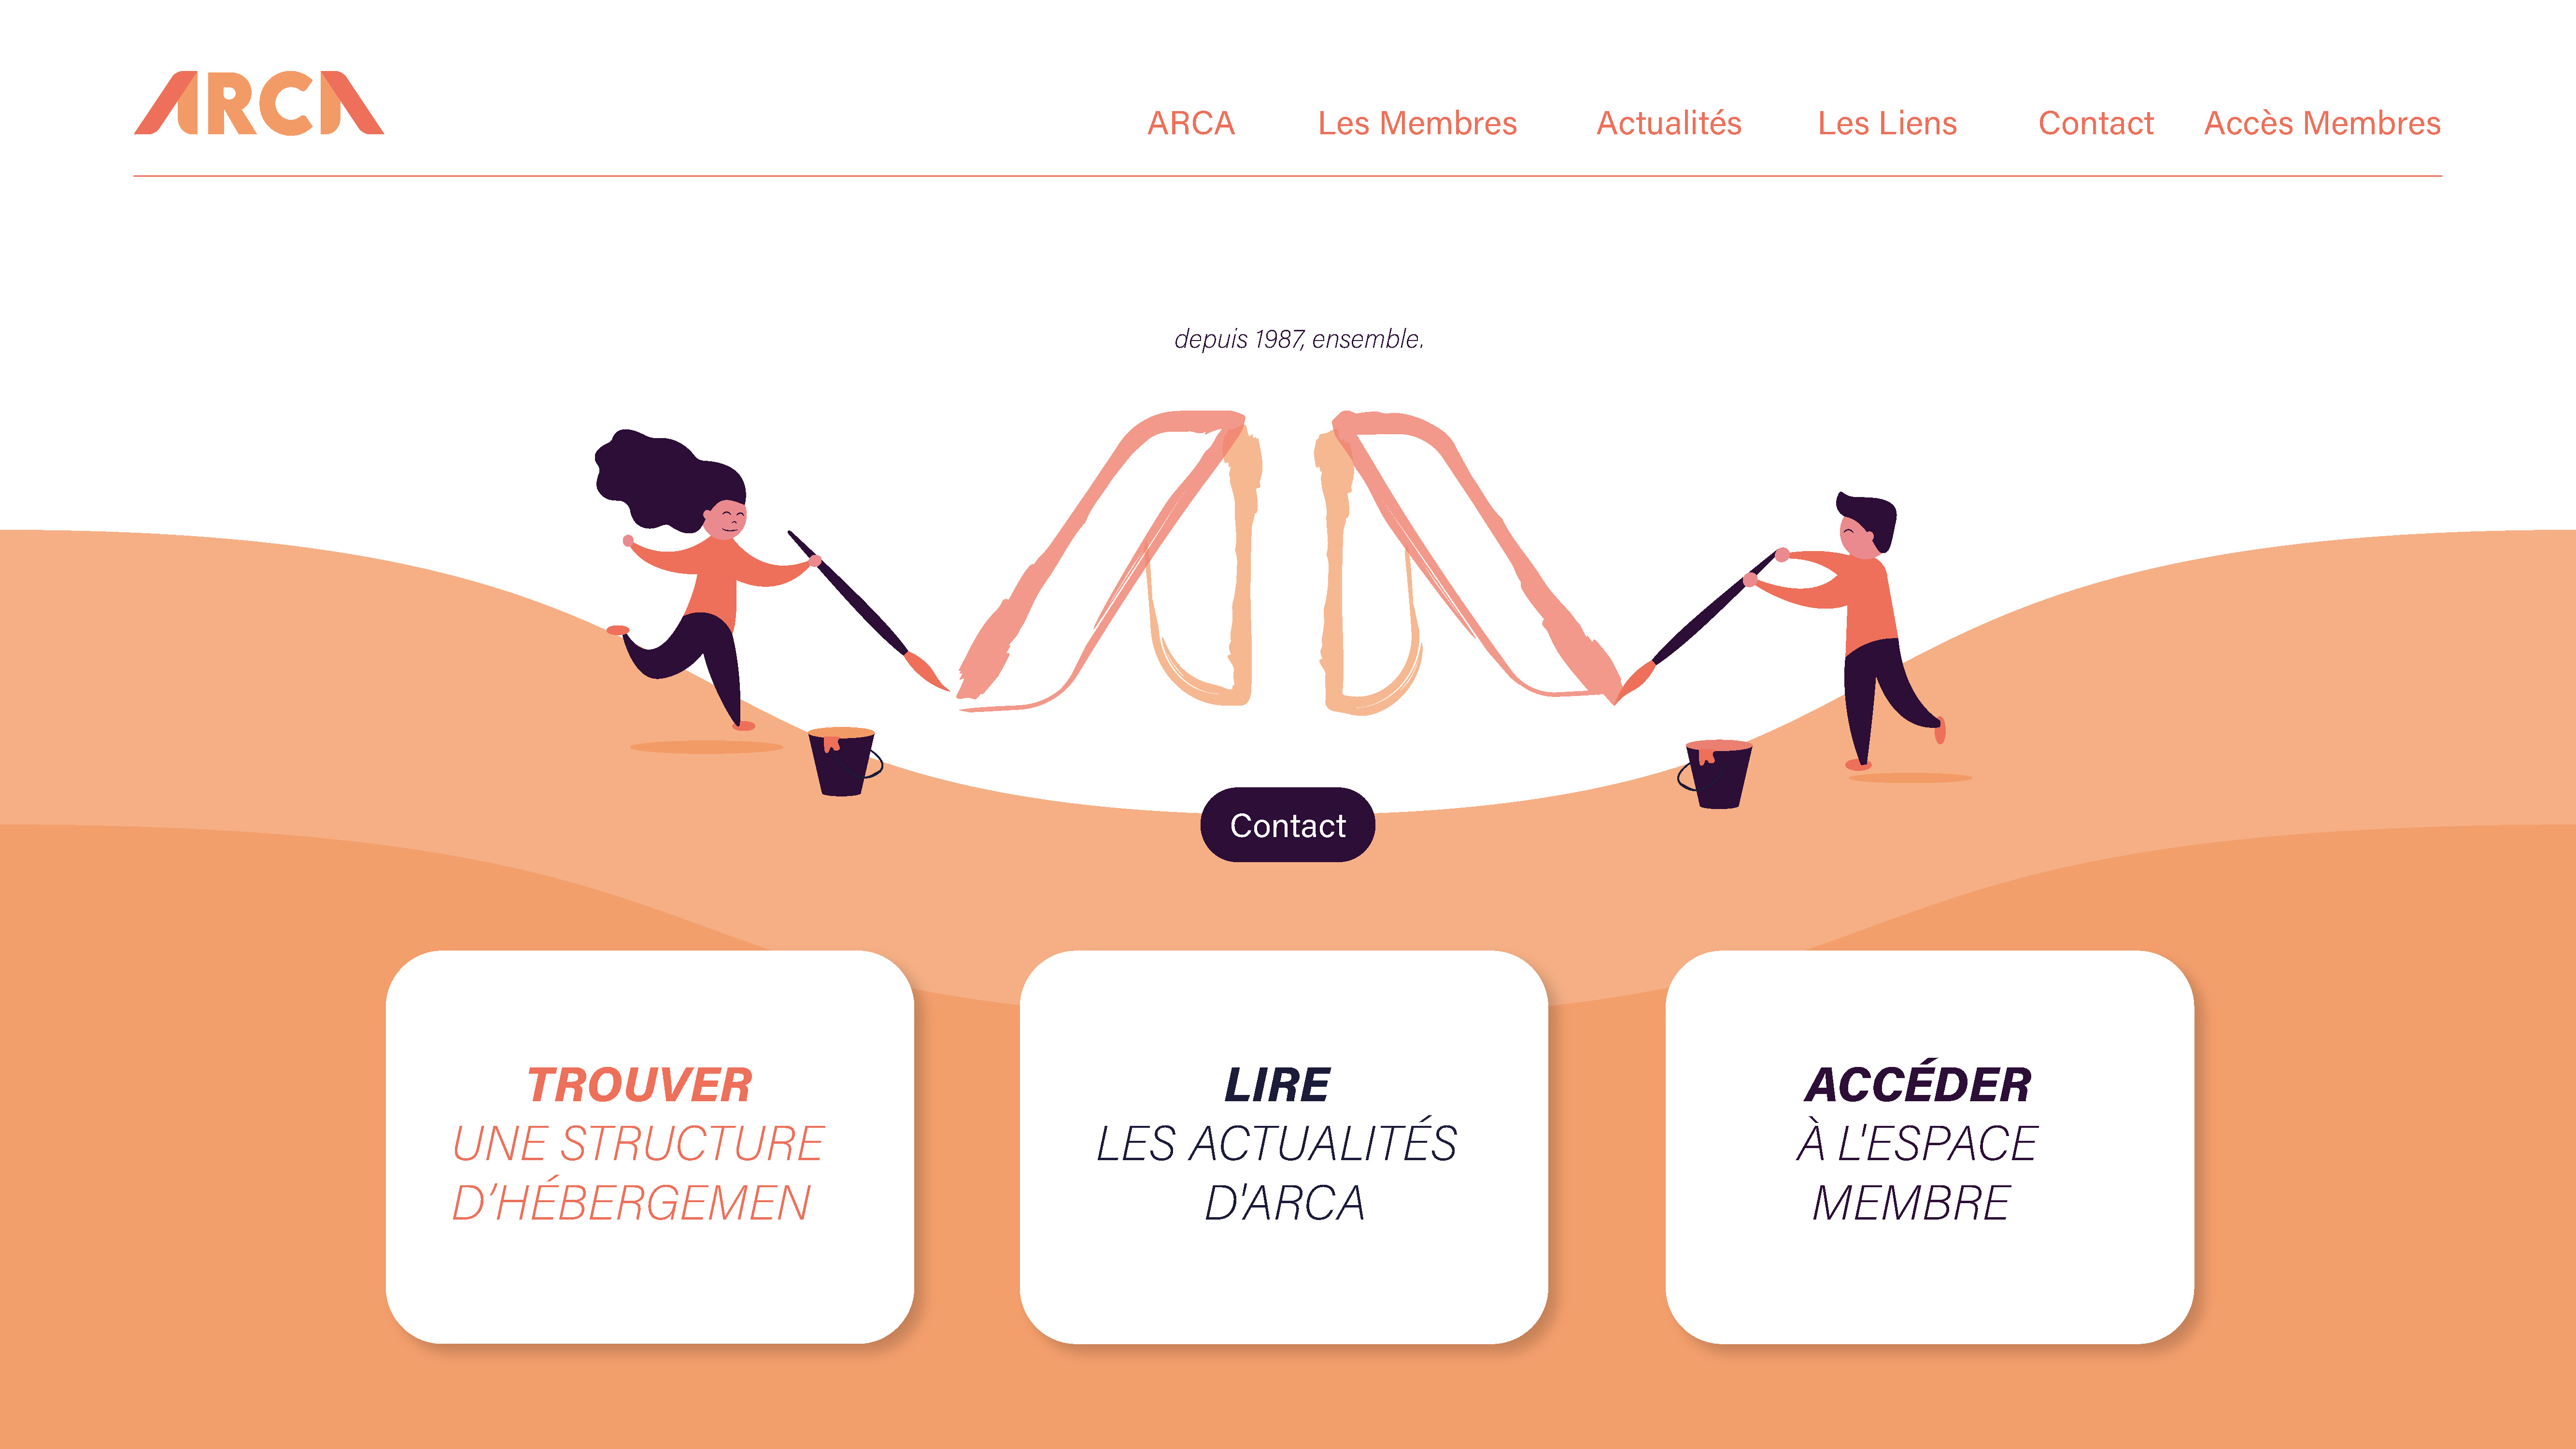 ARCA
ARCA Les Membres Actualités Les Liens Contact Accès Membres
depuis 1987, ensemble.
Contact
TROUVER
UNE STRUCTURE
D’HÉBERGEMEN
LIRE
LES ACTUALITÉS
D'ARCA
ACCÉDER
À L'ESPACE
MEMBRE